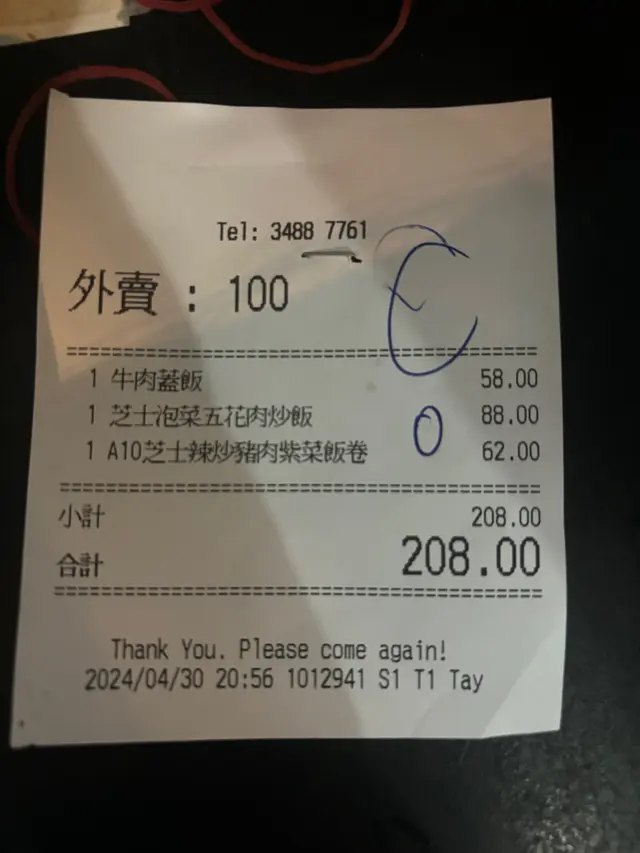 Tel: 3488 7761
外賣 : 100
==============================================
1 牛肉蓋飯 58.00
1 芝士泡菜五花肉炒飯 88.00
1 A10芝士辣炒豬肉紫菜飯卷 62.00
==============================================
小計 208.00
合計 208.00
==============================================
Thank You. Please come again!
2024/04/30 20:56 1012941 S1 T1 Tay